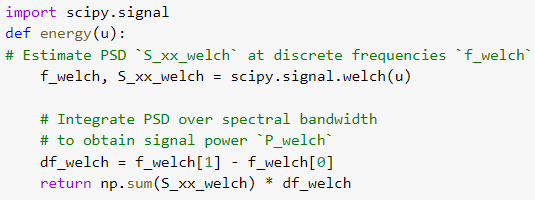 import scipy.signal
def energy(u):
# Estimate PSD `S_xx_welch` at discrete frequencies `f_welch`
    f_welch, S_xx_welch = scipy.signal.welch(u)

    # Integrate PSD over spectral bandwidth
    # to obtain signal power `P_welch`
    df_welch = f_welch[1] - f_welch[0]
    return np.sum(S_xx_welch) * df_welch